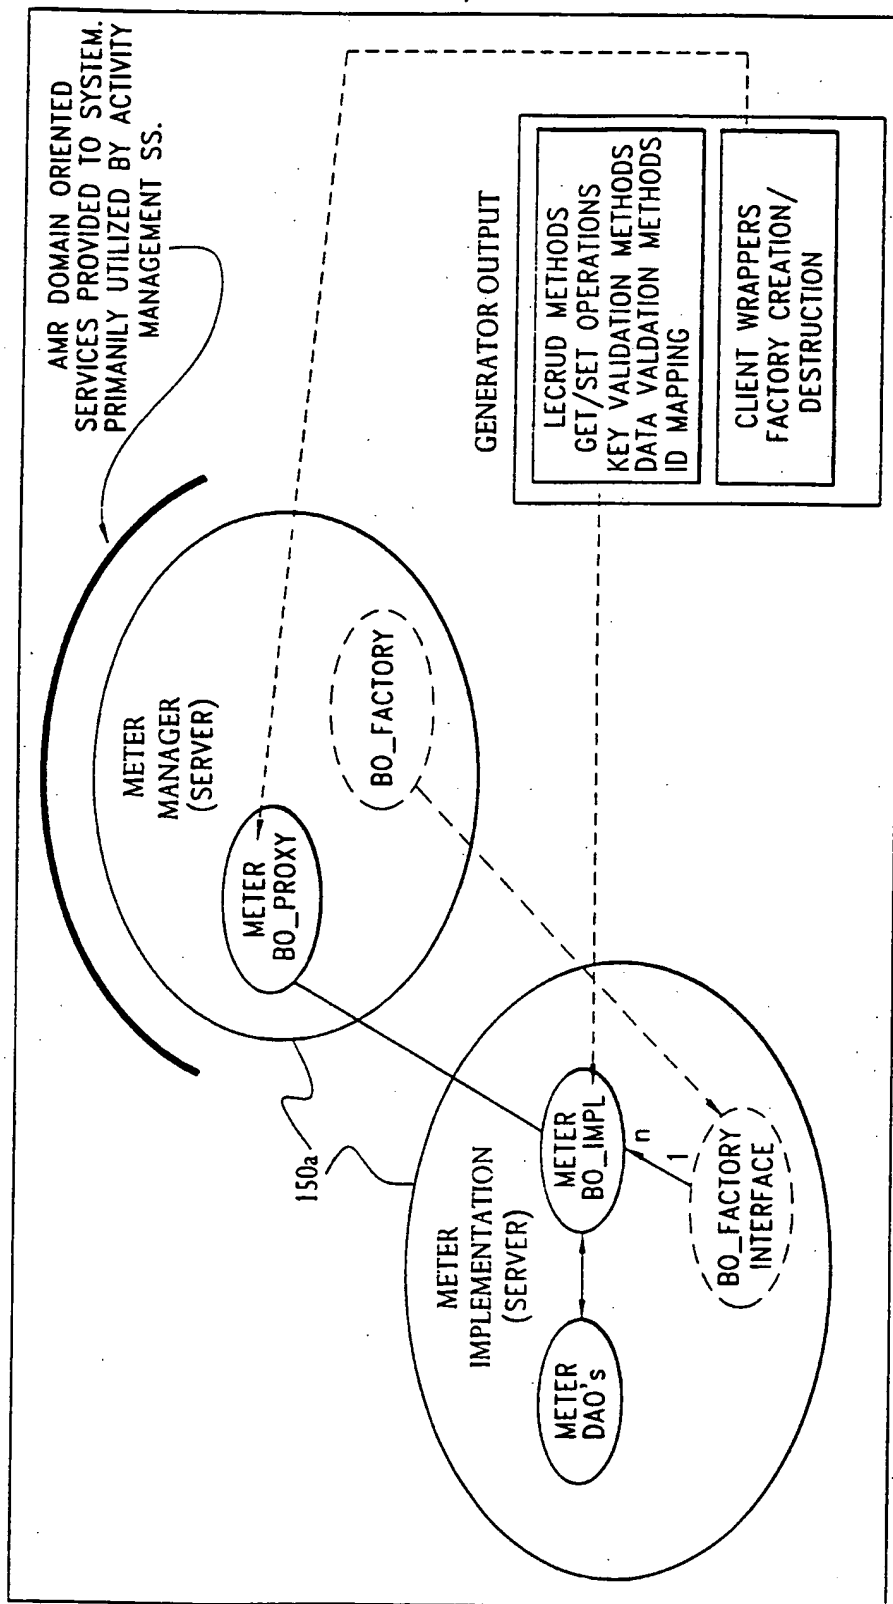 AMR DOMAIN ORIENTED
SERVICES PROVIDED TO SYSTEM.
PRIMANILY UTILIZED BY ACTIVITY
MANAGEMENT SS.
METER
MANAGER
(SERVER)
METER
BO_PROXY
BO_FACTORY
150a
METER
IMPLEMENTATION
(SERVER)
METER
DAO's
METER
BO_IMPL
n
1
BO_FACTORY
INTERFACE
GENERATOR OUTPUT
LECRUD METHODS
GET/SET OPERATIONS
KEY VALIDATION METHODS
DATA VALDATION METHODS
ID MAPPING
CLIENT WRAPPERS
FACTORY CREATION/
DESTRUCTION